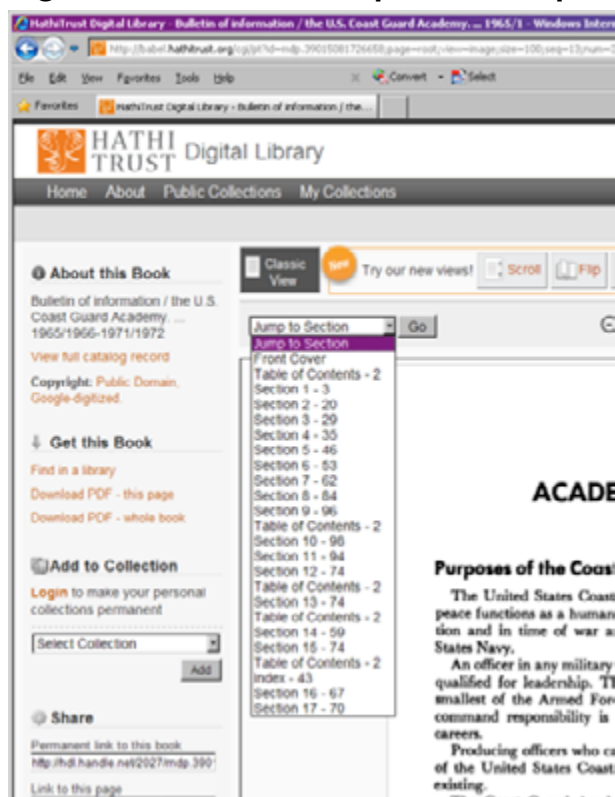 HathiTrust Digital Library - Bulletin of information / the U.S. Coast Guard Academy. ... 1965/1 - Windows Inter
File Edit View Favorites Tools Help
Convert Select
Favorites HathiTrust Digital Library - Bulletin of information / the...
HATHI
TRUST Digital Library
Home About Public Collections My Collections
About this Book
Bulletin of information / the U.S.
Coast Guard Academy. ...
1965/1966-1971/1972
View full catalog record
Copyright: Public Domain,
Google-digitized.
Get this Book
Find in a library
Download PDF - this page
Download PDF - whole book
Add to Collection
Login to make your personal
collections permanent
Select Collection
Add
Share
Permanent link to this book
http://hdl.handle.net/2027/mdp.390
Link to this page
Classic
View
New
Try our new views! Scroll Flip
Jump to Section Go
Jump to Section
Front Cover
Table of Contents - 2
Section 1 - 3
Section 2 - 20
Section 3 - 29
Section 4 - 35
Section 5 - 46
Section 6 - 53
Section 7 - 62
Section 8 - 84
Section 9 - 96
Table of Contents - 2
Section 10 - 98
Section 11 - 94
Section 12 - 74
Table of Contents - 2
Section 13 - 74
Table of Contents - 2
Section 14 - 59
Section 15 - 74
Table of Contents - 2
Index - 43
Section 16 - 67
Section 17 - 70
ACADE
Purposes of the Coast
The United States Coast
peace functions as a human
tion and in time of war a
States Navy.
An officer in any military
qualified for leadership. Th
smallest of the Armed For
command responsibility is
careers.
Producing officers who ca
of the United States Coast
existing.